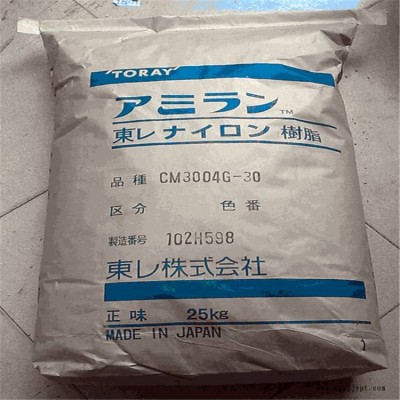 TORAY
アミラン™
東レナイロン 樹脂
品種 CM3004G-30
区分 色番
製造番号 102H598
東レ株式会社
正味 25kg
MADE IN JAPAN